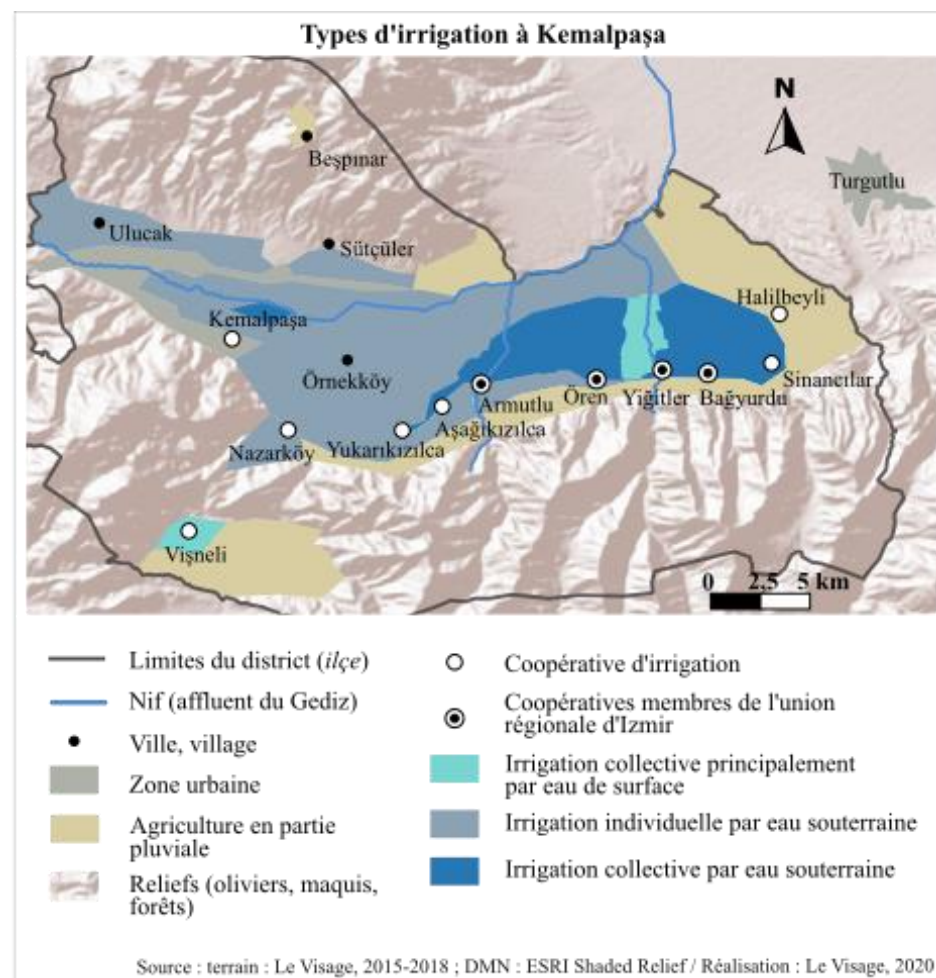 Types d'irrigation à Kemalpaşa
N
Beşpınar
Turgutlu
Ulucak
Sütçüler
Halilbeyli
Kemalpaşa
Örnekköy
Sinancılar
Armutlu
Ören
Yiğitler
Bağyurdu
Aşağıkızılca
Nazarköy
Yukarıkızılca
Vişneli
0 2.5 5 km
Limites du district (ilçe)
Nif (affluent du Gediz)
Ville, village
Zone urbaine
Agriculture en partie
pluviale
Reliefs (oliviers, maquis,
forêts)
Coopérative d'irrigation
Coopératives membres de l'union
régionale d'Izmir
Irrigation collective principalement
par eau de surface
Irrigation individuelle par eau souterraine
Irrigation collective par eau souterraine
Source : terrain : Le Visage, 2015-2018 ; DMN : ESRI Shaded Relief / Réalisation : Le Visage, 2020